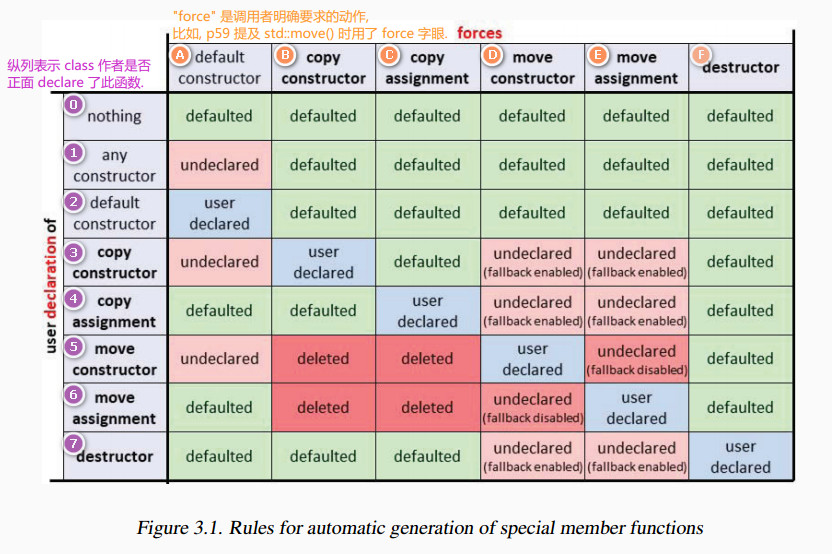 "force" 是调用者明确要求的动作,
比如, p59 提及 std::move() 时用了 force 字眼. forces
纵列表示 class 作者是否
正面 declare 了此函数.
A default constructor B copy constructor C copy assignment D move constructor E move assignment F destructor
user declaration of
0 nothing defaulted defaulted defaulted defaulted defaulted defaulted
1 any constructor undeclared defaulted defaulted defaulted defaulted defaulted
2 default constructor user declared defaulted defaulted defaulted defaulted defaulted
3 copy constructor undeclared user declared defaulted undeclared (fallback enabled) undeclared (fallback enabled) defaulted
4 copy assignment defaulted defaulted user declared undeclared (fallback enabled) undeclared (fallback enabled) defaulted
5 move constructor undeclared deleted deleted user declared undeclared (fallback disabled) defaulted
6 move assignment defaulted deleted deleted undeclared (fallback disabled) user declared defaulted
7 destructor defaulted defaulted defaulted undeclared (fallback enabled) undeclared (fallback enabled) user declared
Figure 3.1. Rules for automatic generation of special member functions